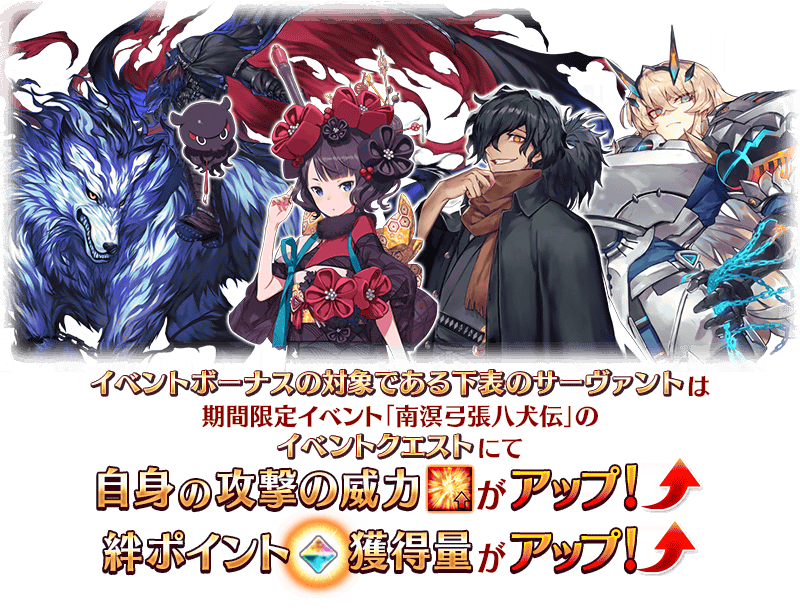 イベントボーナスの対象である下表のサーヴァントは
期間限定イベント「南溟弓張八犬伝」の
イベントクエストにて
自身の攻撃の威力がアップ!
絆ポイント獲得量がアップ!